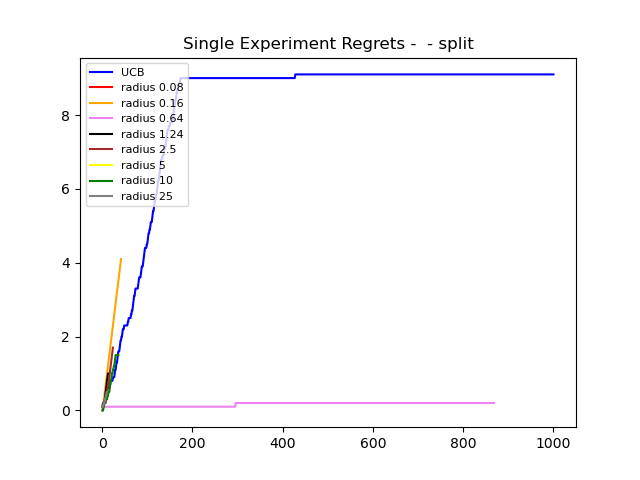 Single Experiment Regrets -  - split
UCB
radius 0.08
radius 0.16
radius 0.64
radius 1.24
radius 2.5
radius 5
radius 10
radius 25
8
6
4
2
0
0 200 400 600 800 1000